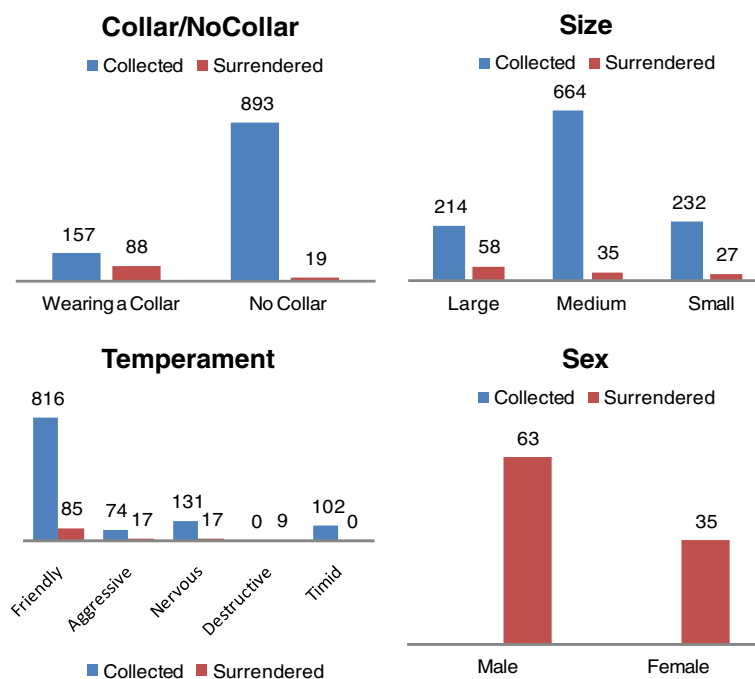 Collar/NoCollar
Collected Surrendered
893
157
88
19
Wearing a Collar No Collar
Size
Collected Surrendered
664
214
232
58
35
27
Large Medium Small
Temperament
816
85
74
17
131
17
0
9
102
0
Friendly
Aggressive
Nervous
Destructive
Timid
Collected Surrendered
Sex
Collected Surrendered
63
35
Male Female